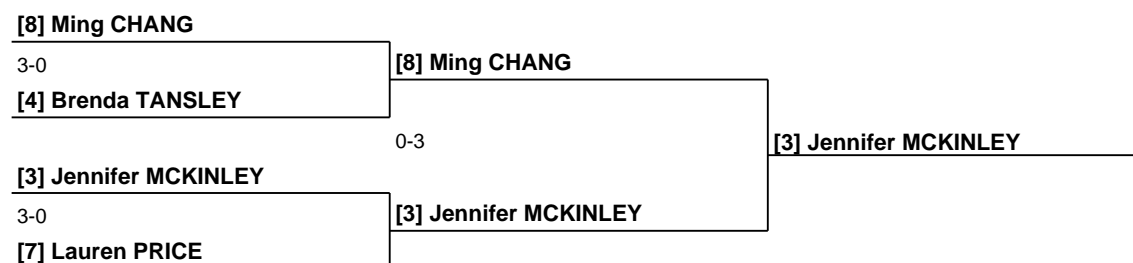 [8] Ming CHANG
3-0
[4] Brenda TANSLEY
[8] Ming CHANG
0-3
[3] Jennifer MCKINLEY
[3] Jennifer MCKINLEY
3-0
[7] Lauren PRICE
[3] Jennifer MCKINLEY